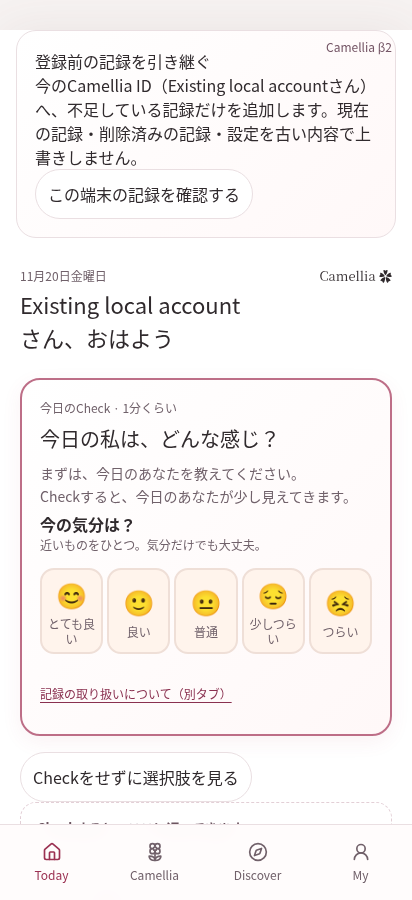 Camellia β2
登録前の記録を引き継ぐ
今のCamellia ID（Existing local accountさん）
へ、不足している記録だけを追加します。現在
の記録・削除済みの記録・設定を古い内容で上
書きしません。
この端末の記録を確認する
11月20日金曜日
Camellia
Existing local account
さん、おはよう
今日のCheck · 1分くらい
今日の私は、どんな感じ？
まずは、今日のあなたを教えてください。
Checkすると、今日のあなたが少し見えてきます。
今の気分は？
近いものをひとつ。気分だけでも大丈夫。
とても良
い
良い
普通
少しつら
い
つらい
記録の取り扱いについて（別タブ）
Checkをせずに選択肢を見る
Today
Camellia
Discover
My